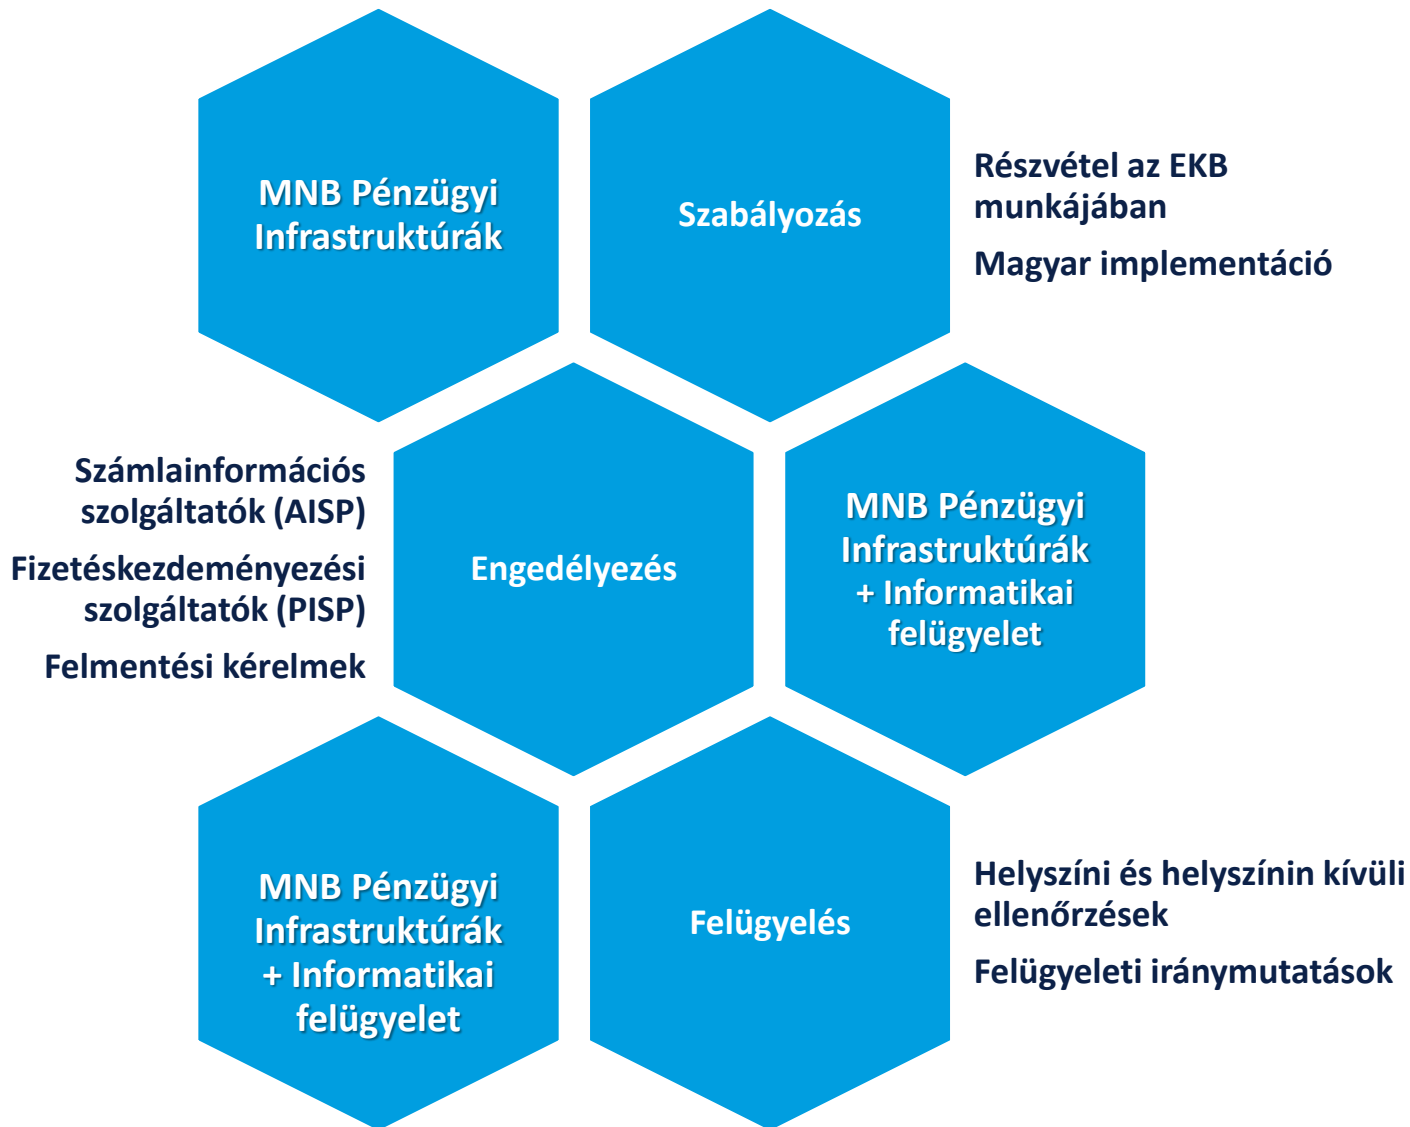 MNB Pénzügyi
Infrastruktúrák
Szabályozás
Részvétel az EKB
munkájában
Magyar implementáció
Számlainformációs
szolgáltatók (AISP)
Fizetéskezdeményezési
szolgáltatók (PISP)
Felmentési kérelmek
Engedélyezés
MNB Pénzügyi
Infrastruktúrák
+ Informatikai
felügyelet
MNB Pénzügyi
Infrastruktúrák
+ Informatikai
felügyelet
Felügyelés
Helyszíni és helyszínin kívüli
ellenőrzések
Felügyeleti iránymutatások